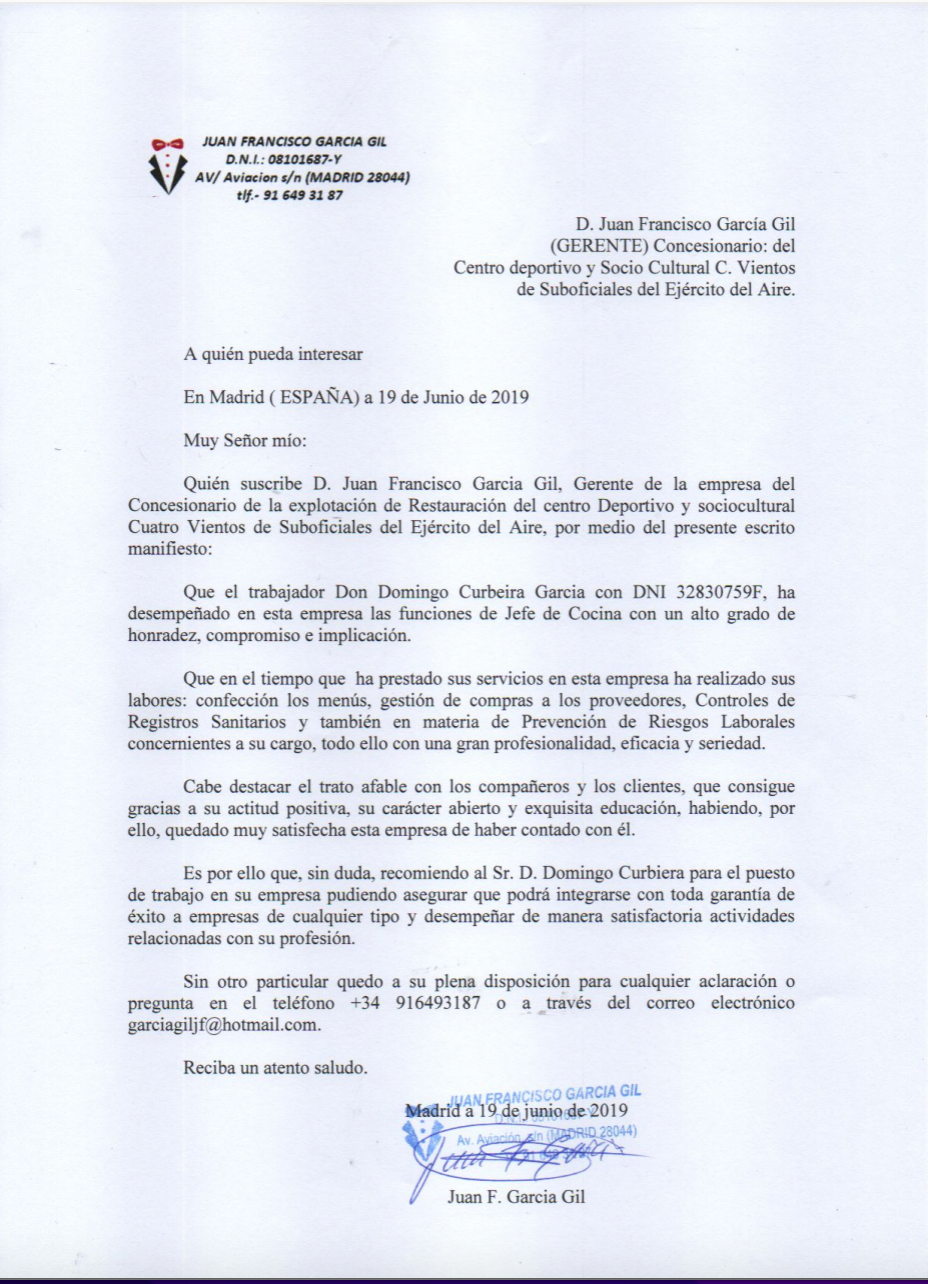 JUAN FRANCISCO GARCIA GIL
D.N.I.: 08101687-Y
AV/ Aviacion s/n (MADRID 28044)
tlf.- 91 649 31 87
D. Juan Francisco García Gil
(GERENTE) Concesionario: del
Centro deportivo y Socio Cultural C. Vientos
de Suboficiales del Ejército del Aire.
A quién pueda interesar
En Madrid ( ESPAÑA) a 19 de Junio de 2019
Muy Señor mío:
Quién suscribe D. Juan Francisco Garcia Gil, Gerente de la empresa del
Concesionario de la explotación de Restauración del centro Deportivo y sociocultural
Cuatro Vientos de Suboficiales del Ejército del Aire, por medio del presente escrito
manifiesto:
Que el trabajador Don Domingo Curbeira Garcia con DNI 32830759F, ha
desempeñado en esta empresa las funciones de Jefe de Cocina con un alto grado de
honradez, compromiso e implicación.
Que en el tiempo que ha prestado sus servicios en esta empresa ha realizado sus
labores: confección los menús, gestión de compras a los proveedores, Controles de
Registros Sanitarios y también en materia de Prevención de Riesgos Laborales
concernientes a su cargo, todo ello con una gran profesionalidad, eficacia y seriedad.
Cabe destacar el trato afable con los compañeros y los clientes, que consigue
gracias a su actitud positiva, su carácter abierto y exquisita educación, habiendo, por
ello, quedado muy satisfecha esta empresa de haber contado con él.
Es por ello que, sin duda, recomiendo al Sr. D. Domingo Curbiera para el puesto
de trabajo en su empresa pudiendo asegurar que podrá integrarse con toda garantía de
éxito a empresas de cualquier tipo y desempeñar de manera satisfactoria actividades
relacionadas con su profesión.
Sin otro particular quedo a su plena disposición para cualquier aclaración o
pregunta en el teléfono +34 916493187 o a través del correo electrónico
garciagiljf@hotmail.com.
Reciba un atento saludo.
JUAN FRANCISCO GARCIA GIL
Madrid a 19 de junio de 2019
Av. Aviación, s/n (MADRID 28044)
Juan F. Garcia Gil